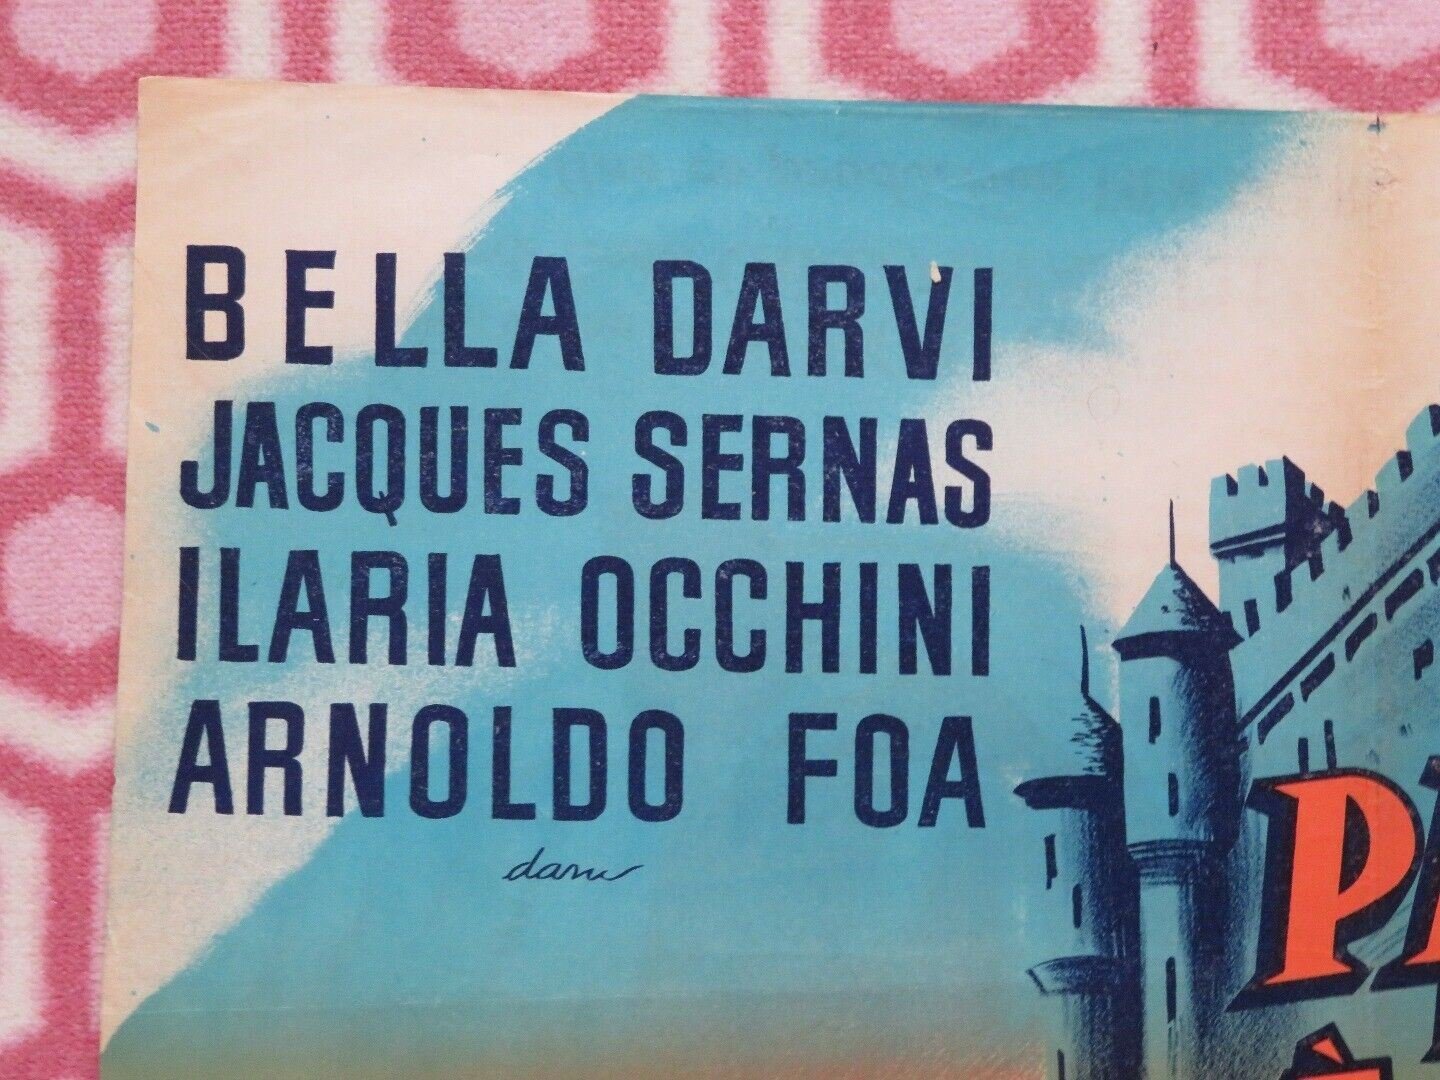 BELLA DARVI
JACQUES SERNAS
ILARIA OCCHINI
ARNOLDO FOA
P
È